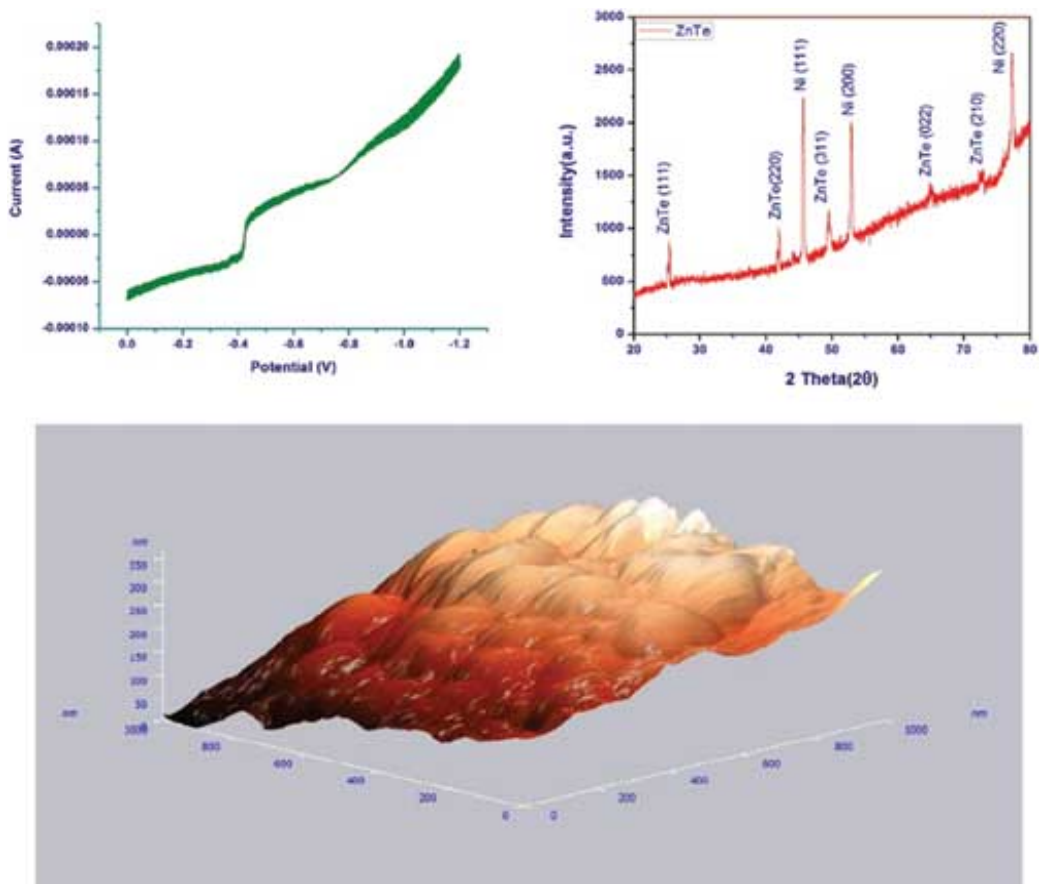 0.00020
0.00015
0.00010
0.00005
0.00000
-0.00005
-0.00010
Current (A)
0.0 -0.2 -0.4 -0.6 -0.8 -1.0 -1.2
Potential (V)
3000
2500
2000
1500
1000
500
0
Intensity(a.u.)
ZnTe
ZnTe (111)
ZnTe(220)
Ni (111)
ZnTe (311)
Ni (200)
ZnTe (022)
ZnTe (210)
Ni (220)
20 30 40 50 60 70 80
2 Theta(2θ)
nm
350
300
250
200
150
100
50
0
nm
1000 800 600 400 200 0
0 200 400 600 800 1000
nm